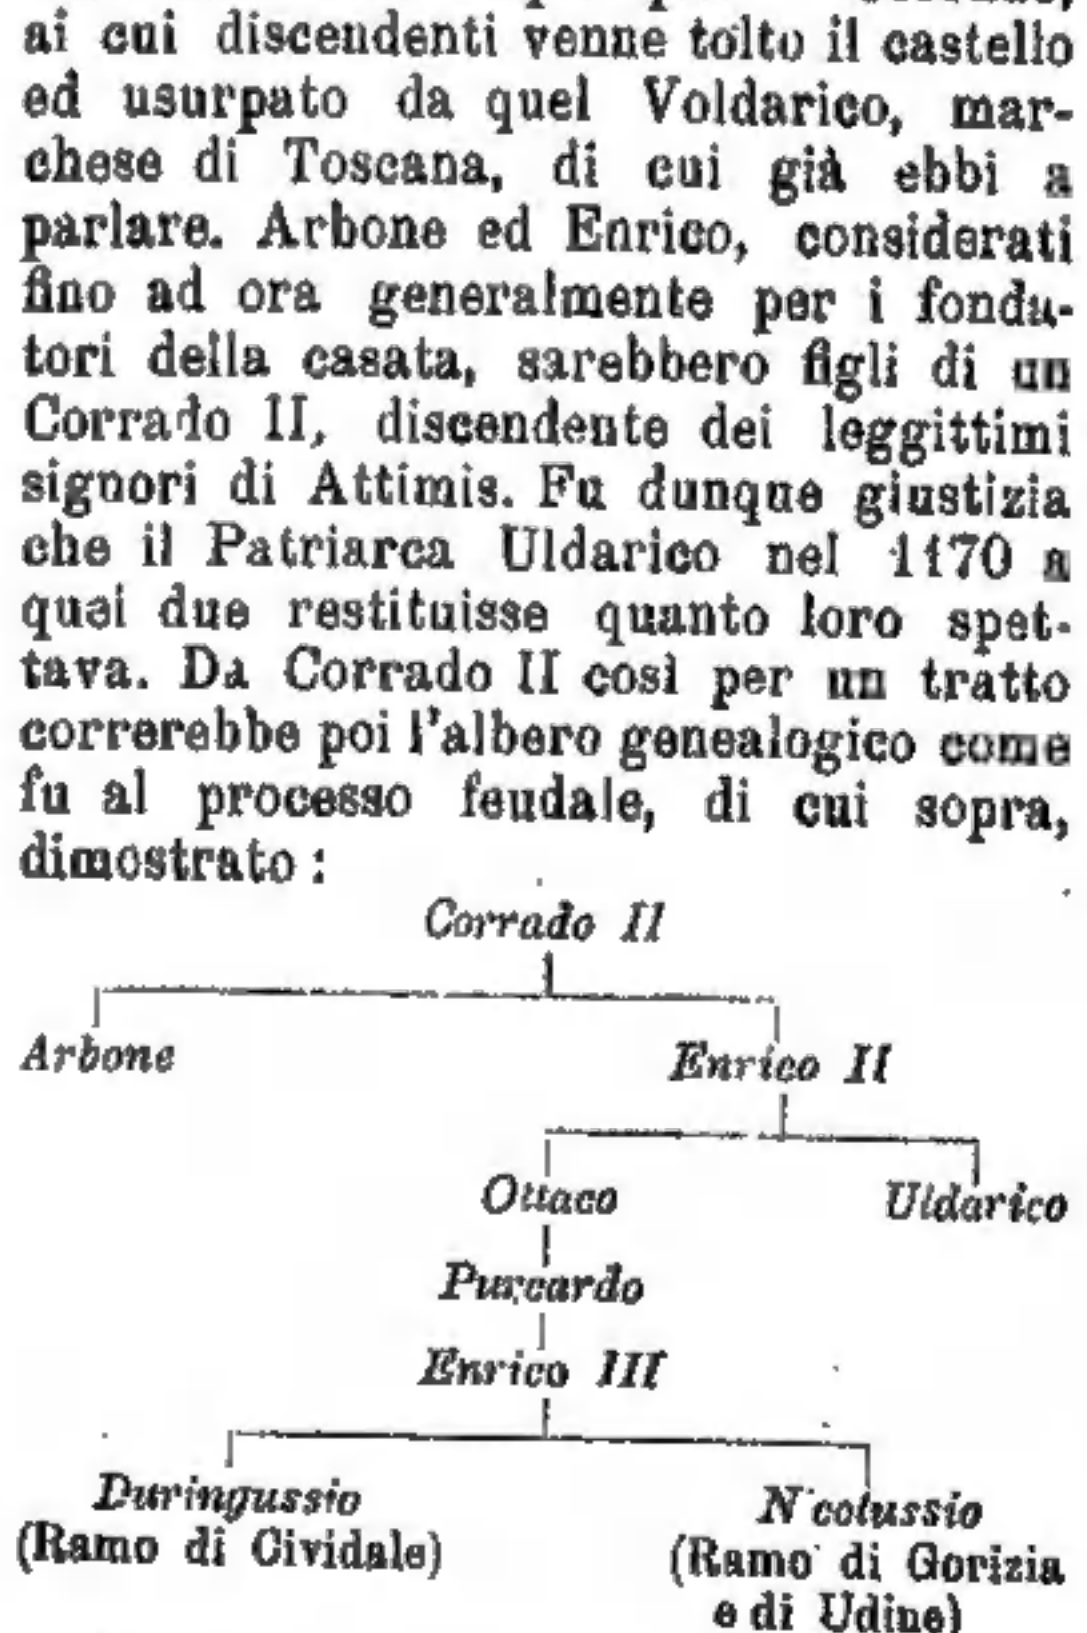 ai cui discendenti venne tolto il castello
ed usurpato da quel Voldarico, mar-
chese di Toscana, di cui già ebbi a
parlare. Arbone ed Enrico, considerati
fino ad ora generalmente per i fonda-
tori della casata, sarebbero figli di un
Corrado II, discendente dei leggittimi
signori di Attimis. Fu dunque giustizia
che il Patriarca Uldarico nel 1170 a
quei due restituisse quanto loro spet-
tava. Da Corrado II così per un tratto
correrebbe poi l'albero genealogico come
fu al processo feudale, di cui sopra,
dimostrato:
Corrado II
Arbone Enrico II
Ottaco Uldarico
Purcardo
Enrico III
Duringussio Nicolussio
(Ramo di Cividale) (Ramo di Gorizia
e di Udine)